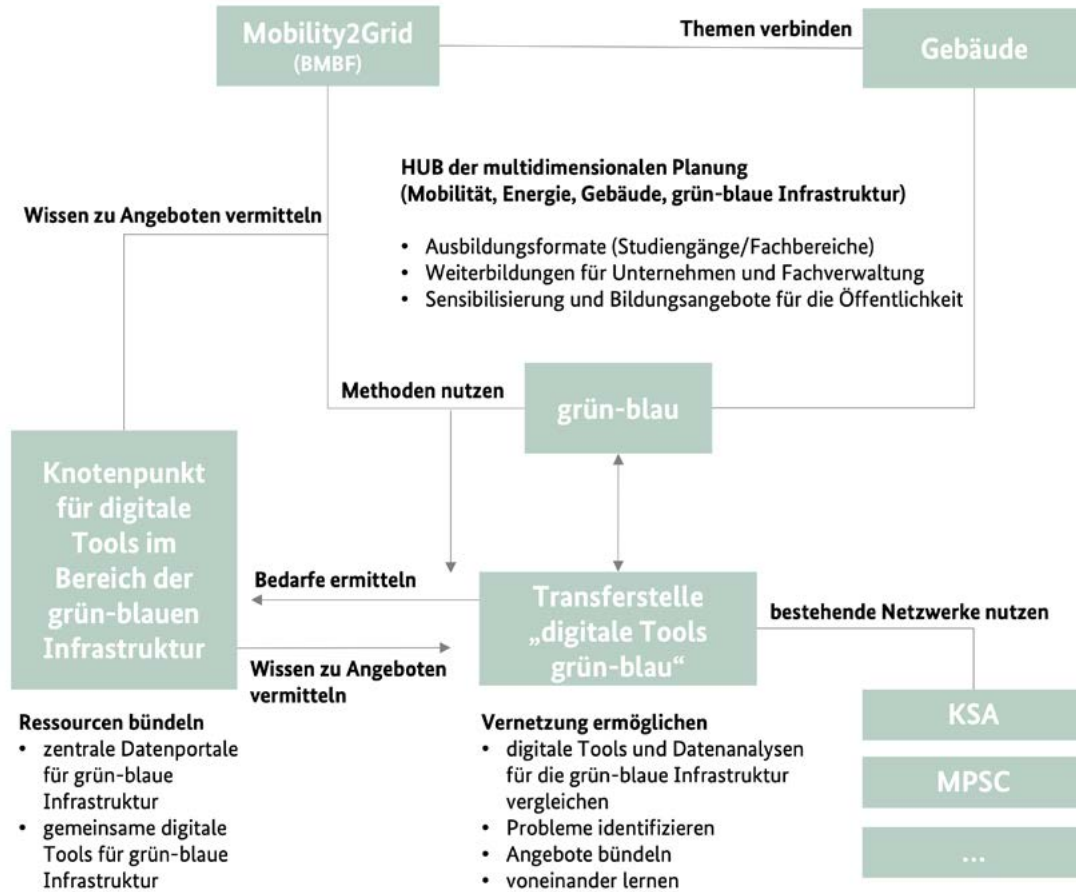 Mobility2Grid
(BMBF)
Themen verbinden
Gebäude
HUB der multidimensionalen Planung
(Mobilität, Energie, Gebäude, grün-blaue Infrastruktur)
• Ausbildungsformate (Studiengänge/Fachbereiche)
• Weiterbildungen für Unternehmen und Fachverwaltung
• Sensibilisierung und Bildungsangebote für die Öffentlichkeit
Wissen zu Angeboten vermitteln
Methoden nutzen
grün-blau
Knotenpunkt
für digitale
Tools im
Bereich der
grün-blauen
Infrastruktur
Bedarfe ermitteln
Wissen zu Angeboten
vermitteln
Transferstelle
„digitale Tools
grün-blau“
bestehende Netzwerke nutzen
KSA
MPSC
...
Ressourcen bündeln
• zentrale Datenportale
für grün-blaue
Infrastruktur
• gemeinsame digitale
Tools für grün-blaue
Infrastruktur
Vernetzung ermöglichen
• digitale Tools und Datenanalysen
für die grün-blaue Infrastruktur
vergleichen
• Probleme identifizieren
• Angebote bündeln
• voneinander lernen